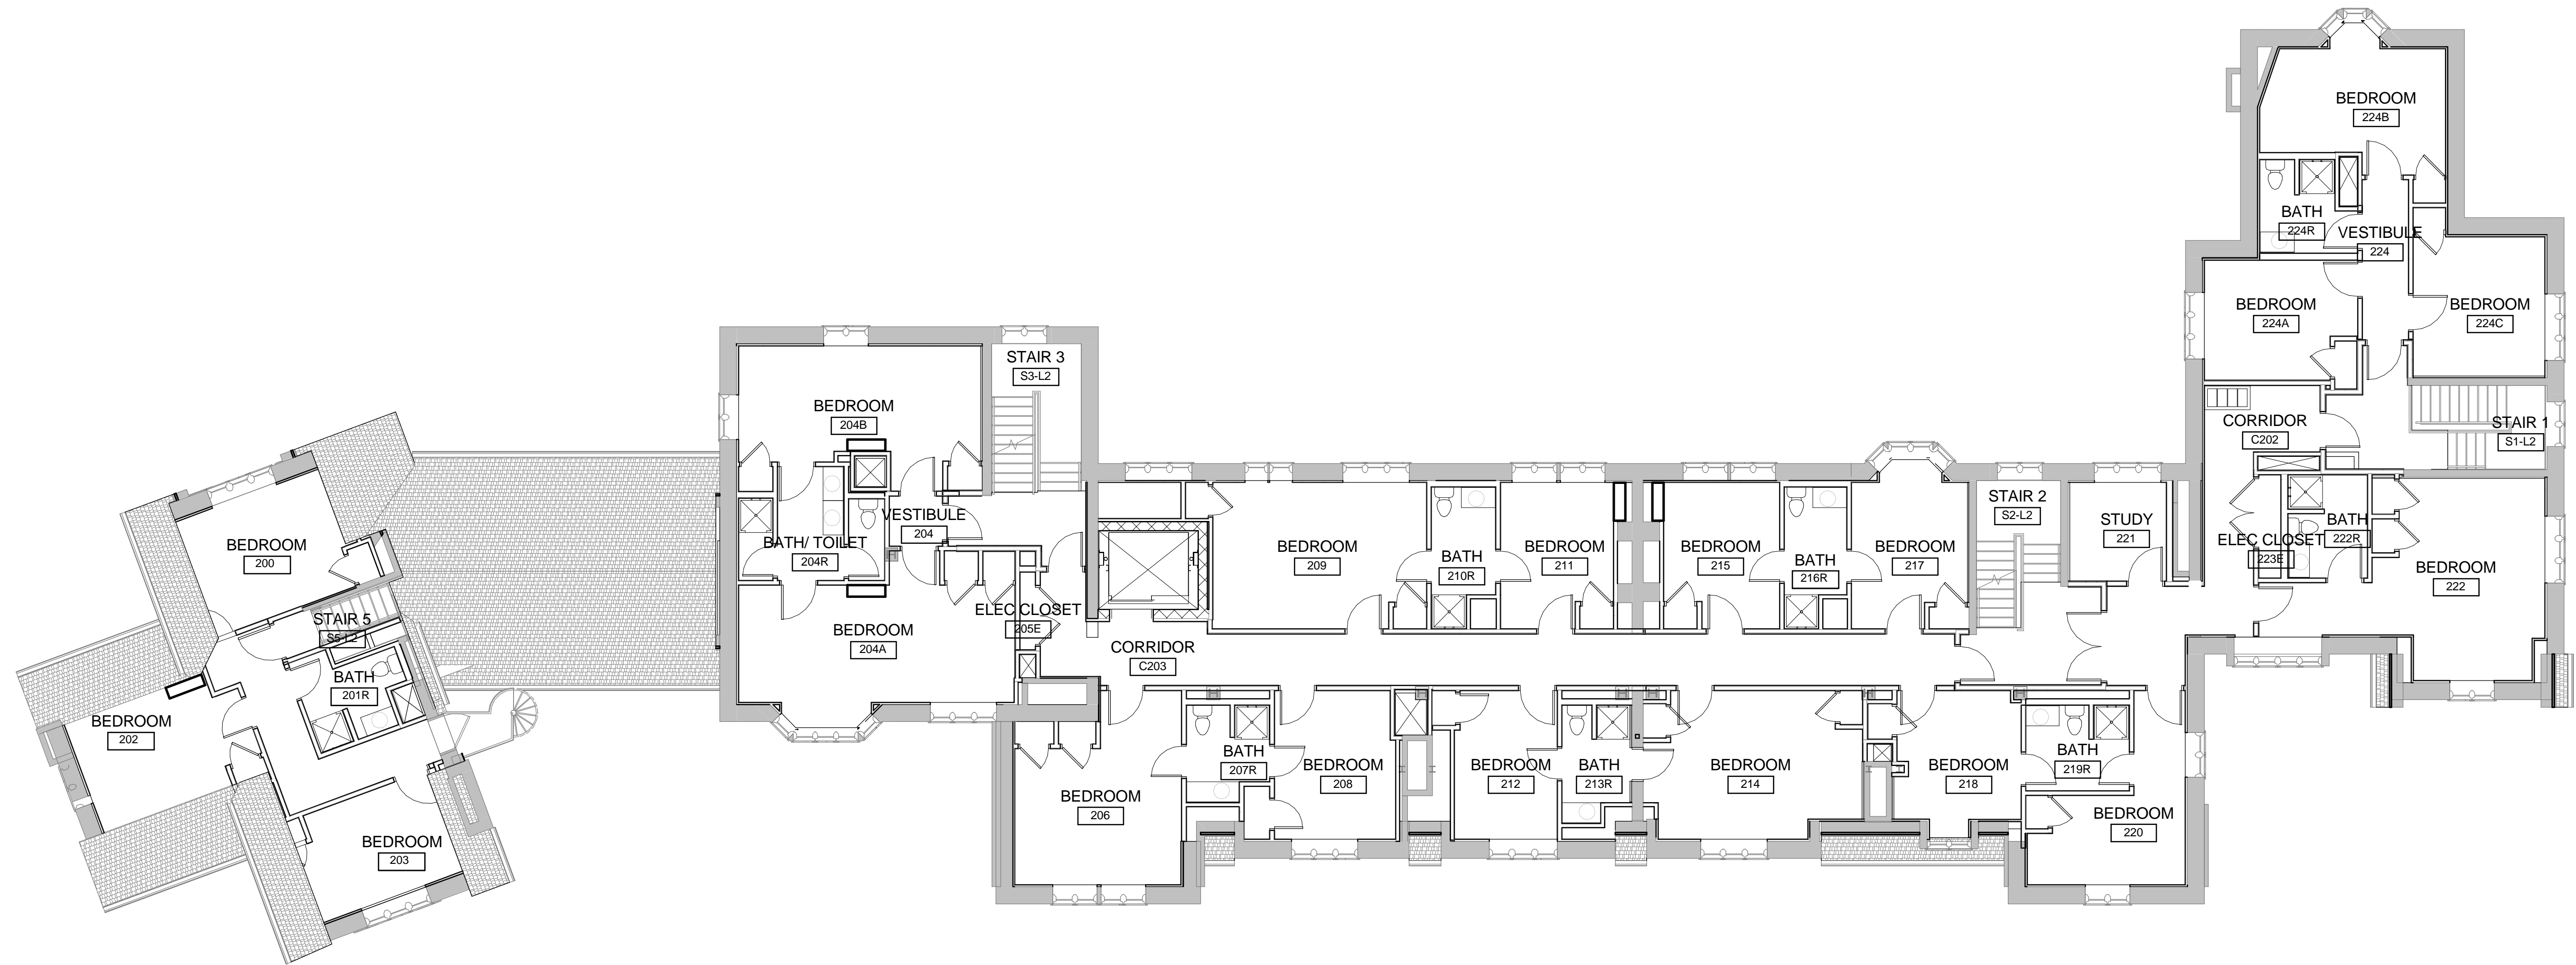 BEDROOM
224B
BATH
224R
VESTIBULE
224
BEDROOM
224A
BEDROOM
224C
STAIR 3
S3-L2
BEDROOM
204B
CORRIDOR
C202
STAIR 1
S1-L2
STAIR 2
S2-L2
STUDY
221
BATH
222R
ELEC CLOSET
223E
BEDROOM
222
VESTIBULE
204
BATH/ TOILET
204R
BEDROOM
200
BEDROOM
209
BATH
210R
BEDROOM
211
BEDROOM
215
BATH
216R
BEDROOM
217
STAIR 5
S5-L2
BEDROOM
204A
ELEC CLOSET
205E
CORRIDOR
C203
BATH
201R
BEDROOM
202
BEDROOM
203
BEDROOM
206
BATH
207R
BEDROOM
208
BEDROOM
212
BATH
213R
BEDROOM
214
BEDROOM
218
BATH
219R
BEDROOM
220